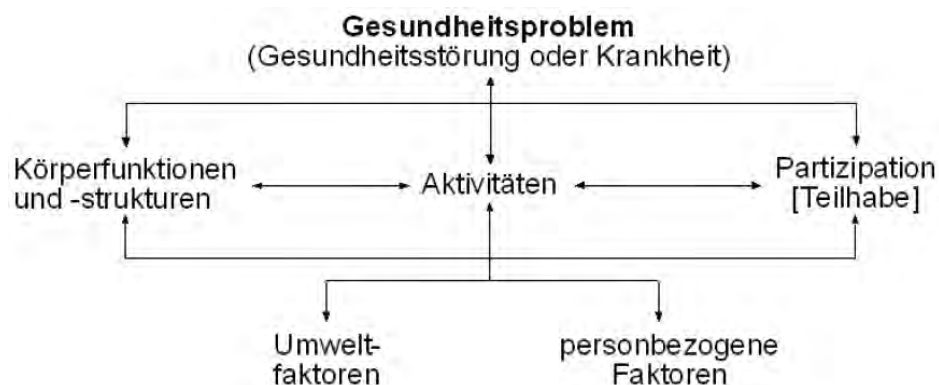 Gesundheitsproblem
(Gesundheitsstörung oder Krankheit)
Körperfunktionen
und -strukturen
Aktivitäten
Partizipation
[Teilhabe]
Umwelt-
faktoren
personbezogene
Faktoren